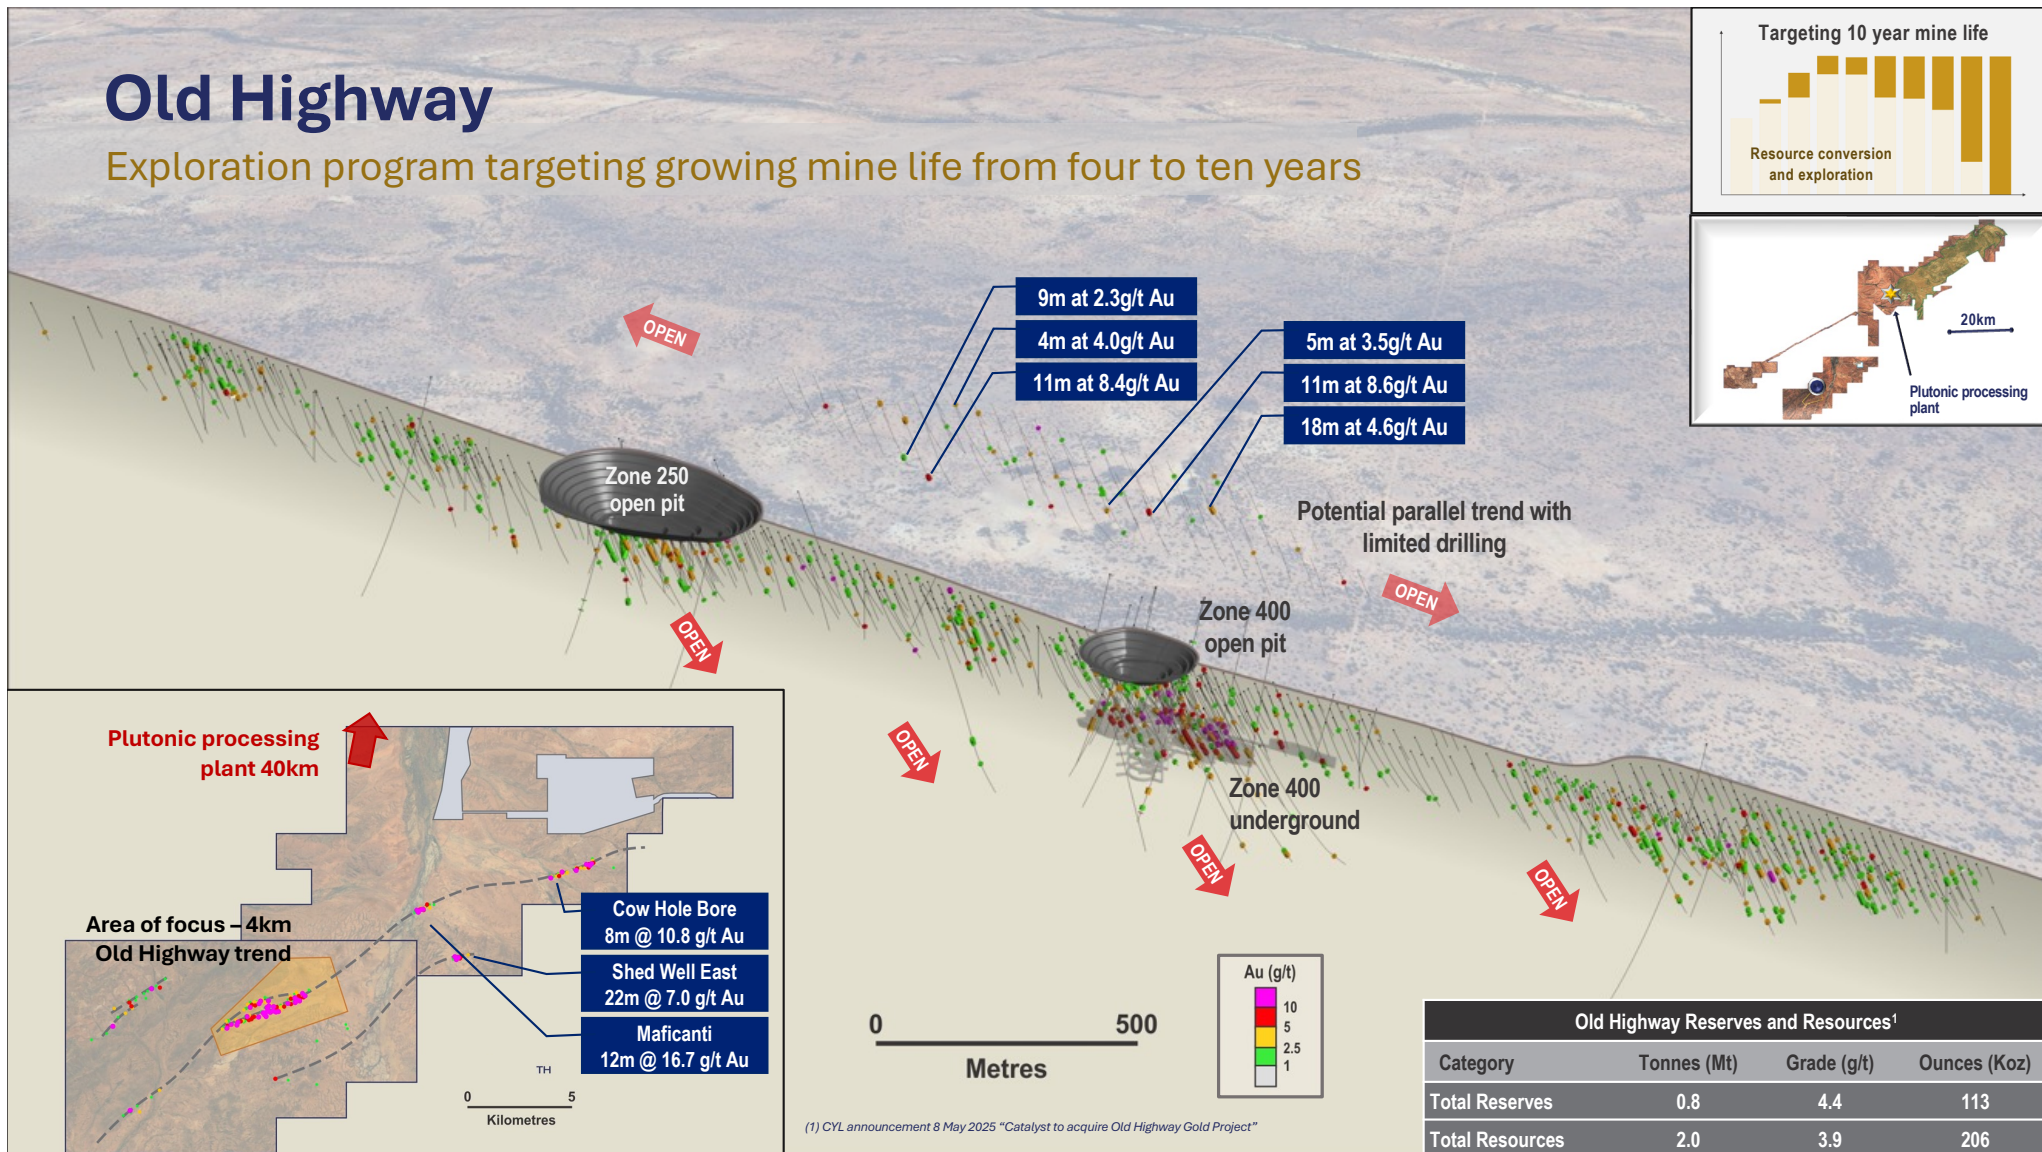 Old Highway
Exploration program targeting growing mine life from four to ten years
Targeting 10 year mine life
Resource conversion
and exploration
20km
Plutonic processing
plant
9m at 2.3g/t Au
4m at 4.0g/t Au
11m at 8.4g/t Au
5m at 3.5g/t Au
11m at 8.6g/t Au
18m at 4.6g/t Au
OPEN
Zone 250
open pit
Potential parallel trend with
limited drilling
OPEN
Zone 400
open pit
OPEN
OPEN
Zone 400
underground
OPEN
OPEN
Plutonic processing
plant 40km
Area of focus – 4km
Old Highway trend
Cow Hole Bore
8m @ 10.8 g/t Au
Shed Well East
22m @ 7.0 g/t Au
Maficanti
12m @ 16.7 g/t Au
TH
0 5
Kilometres
0 500
Metres
Au (g/t)
10
5
2.5
1
Old Highway Reserves and Resources¹
Category Tonnes (Mt) Grade (g/t) Ounces (Koz)
Total Reserves 0.8 4.4 113
Total Resources 2.0 3.9 206
(1) CYL announcement 8 May 2025 “Catalyst to acquire Old Highway Gold Project”